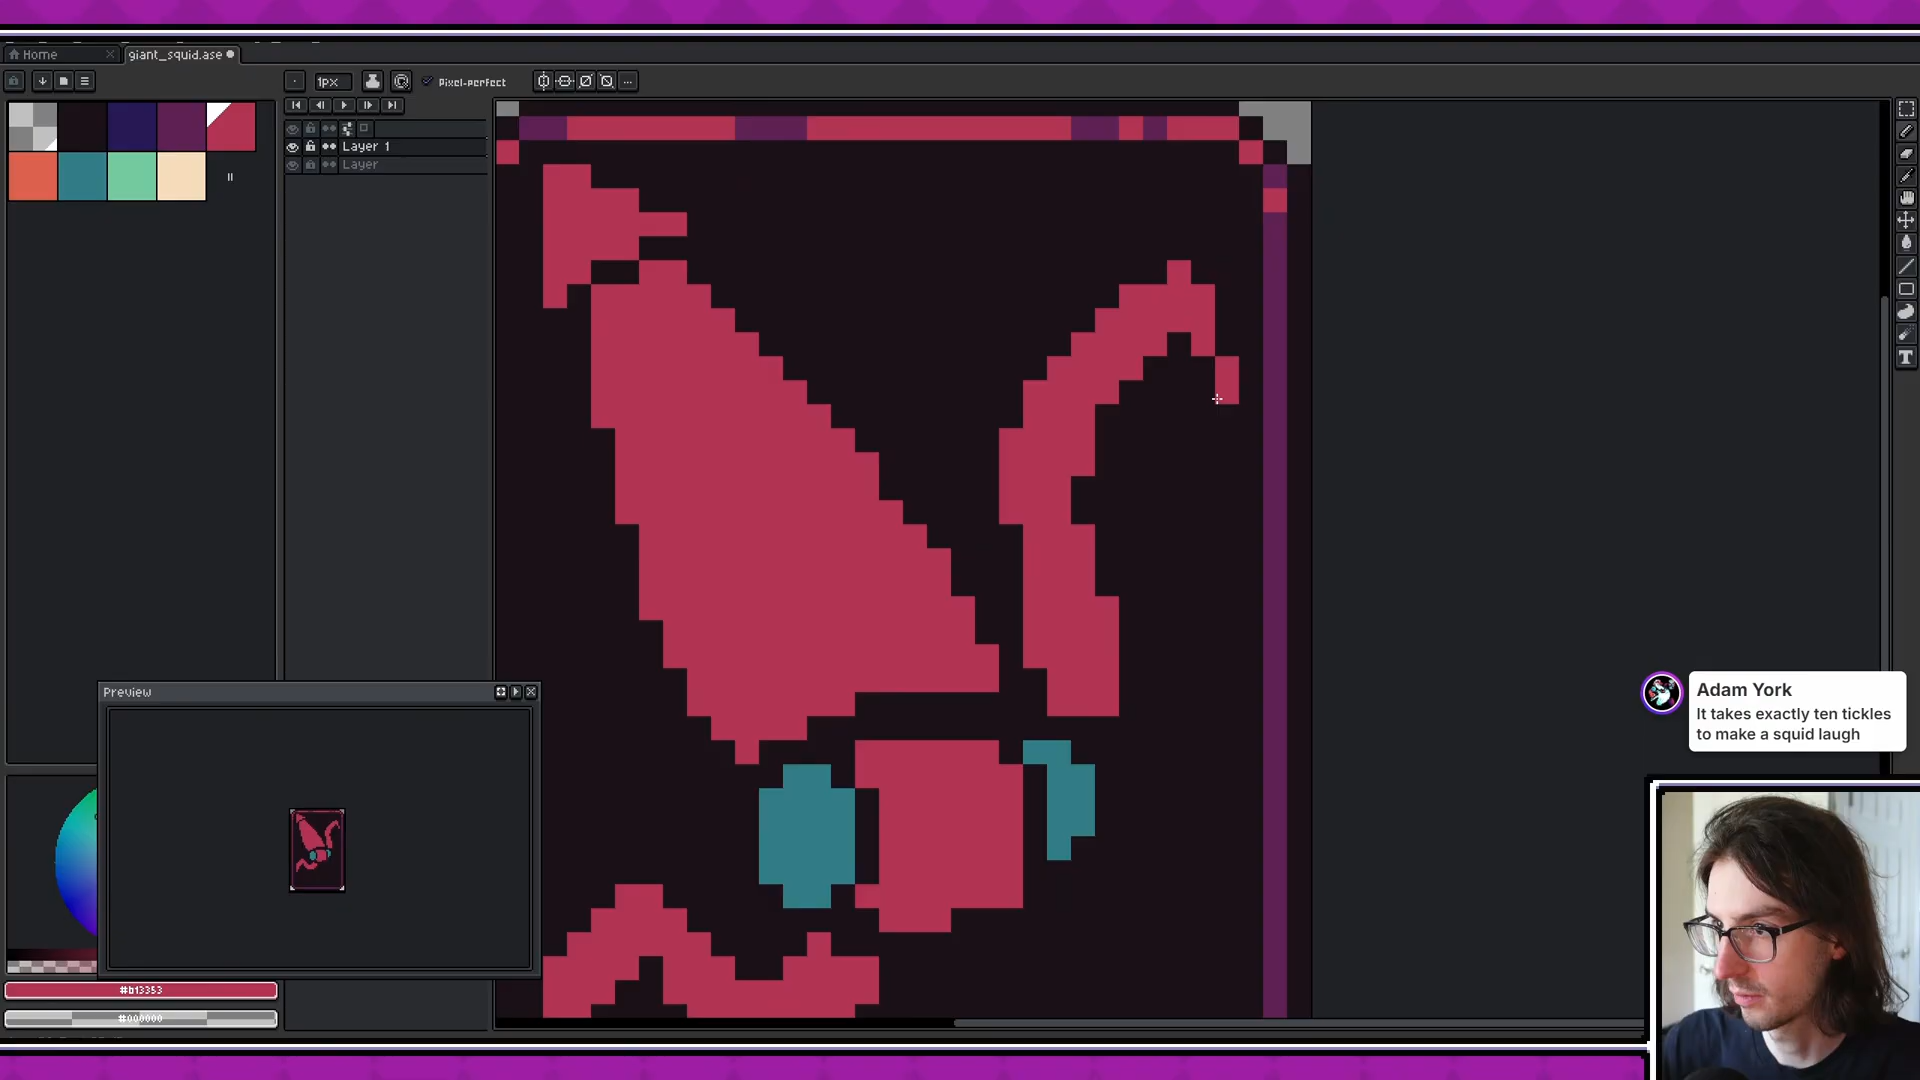 Home
giant_squid.ase
1px
Pixel-perfect
Layer 1
Layer
Preview
Adam York
It takes exactly ten tickles
to make a squid laugh
#b13353
#000000